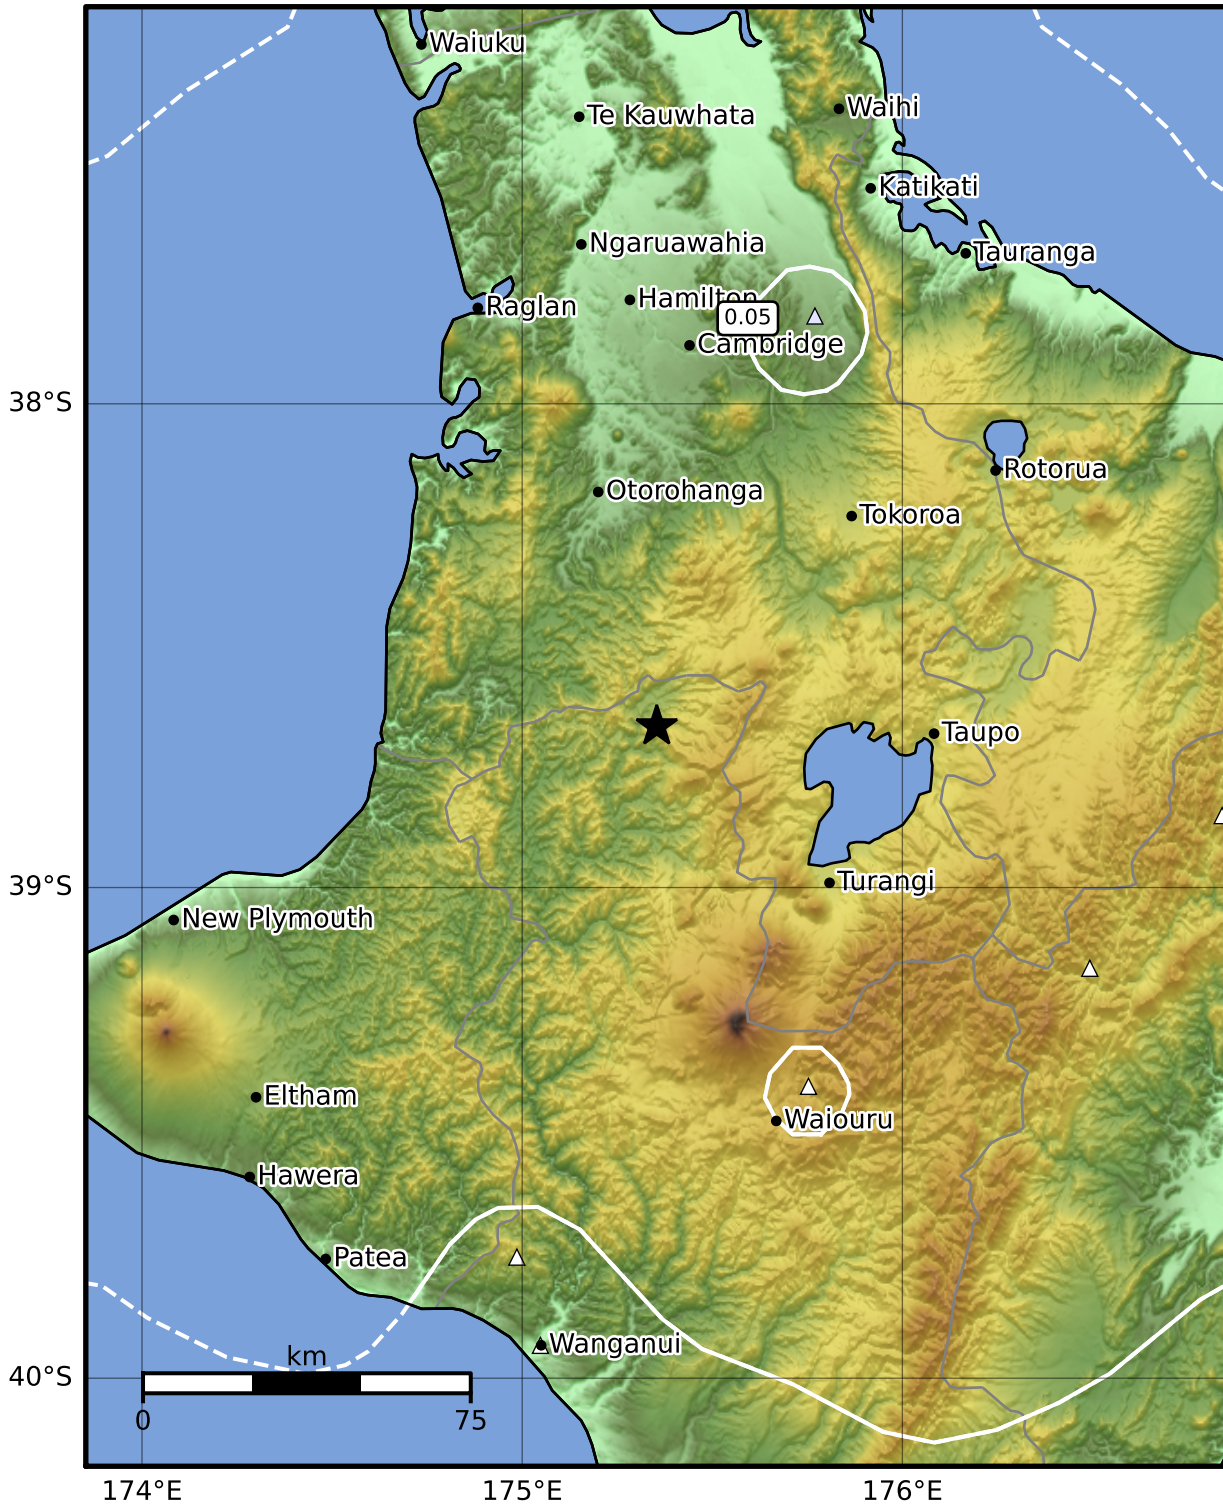 Waiuku
Te Kauwhata
Waihi
Katikati
Ngaruawahia
Tauranga
Hamilton
Raglan
0.05
Cambridge
38°S
Rotorua
Otorohanga
Tokoroa
Taupo
Turangi
39°S
New Plymouth
Eltham
Waiouru
Hawera
Patea
Wanganui
km
40°S
0
75
174°E
175°E
176°E